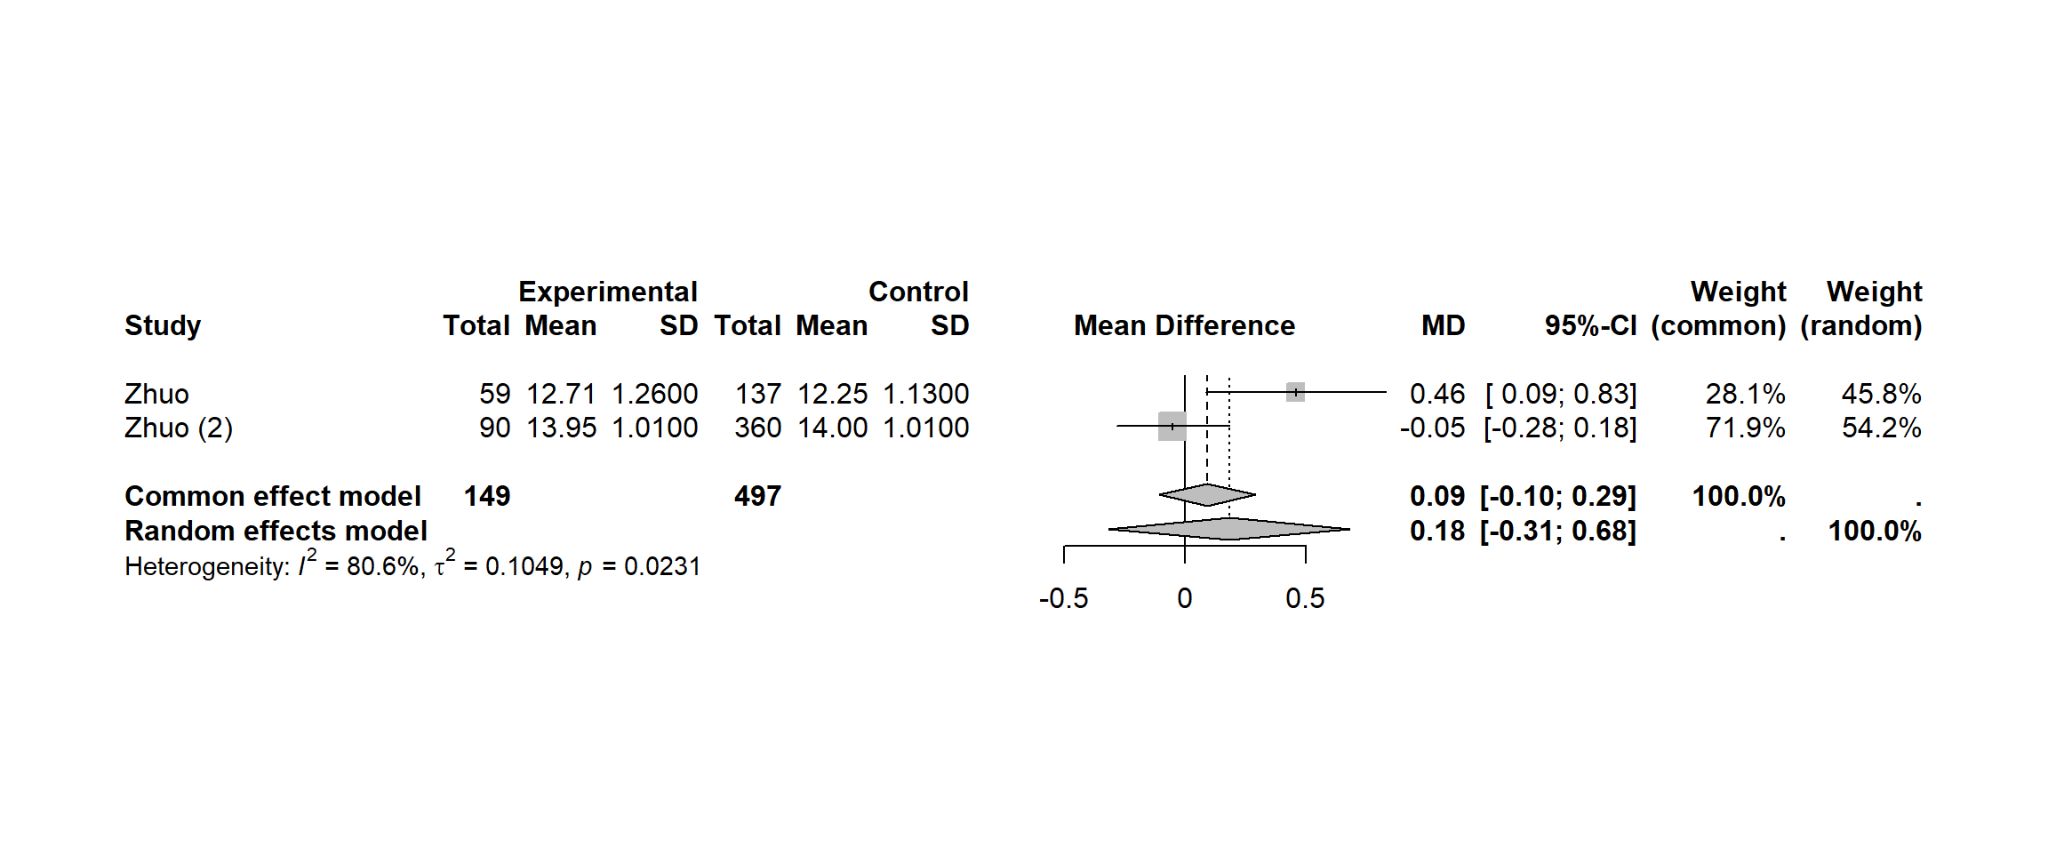 Experimental Control Weight Weight
Study Total Mean SD Total Mean SD Mean Difference MD 95%-CI (common) (random)
Zhuo 59 12.71 1.2600 137 12.25 1.1300 0.46 [ 0.09; 0.83] 28.1% 45.8%
Zhuo (2) 90 13.95 1.0100 360 14.00 1.0100 -0.05 [-0.28; 0.18] 71.9% 54.2%
Common effect model 149 497 0.09 [-0.10; 0.29] 100.0% .
Random effects model 0.18 [-0.31; 0.68] . 100.0%
Heterogeneity: I² = 80.6%, τ² = 0.1049, p = 0.0231
-0.5 0 0.5